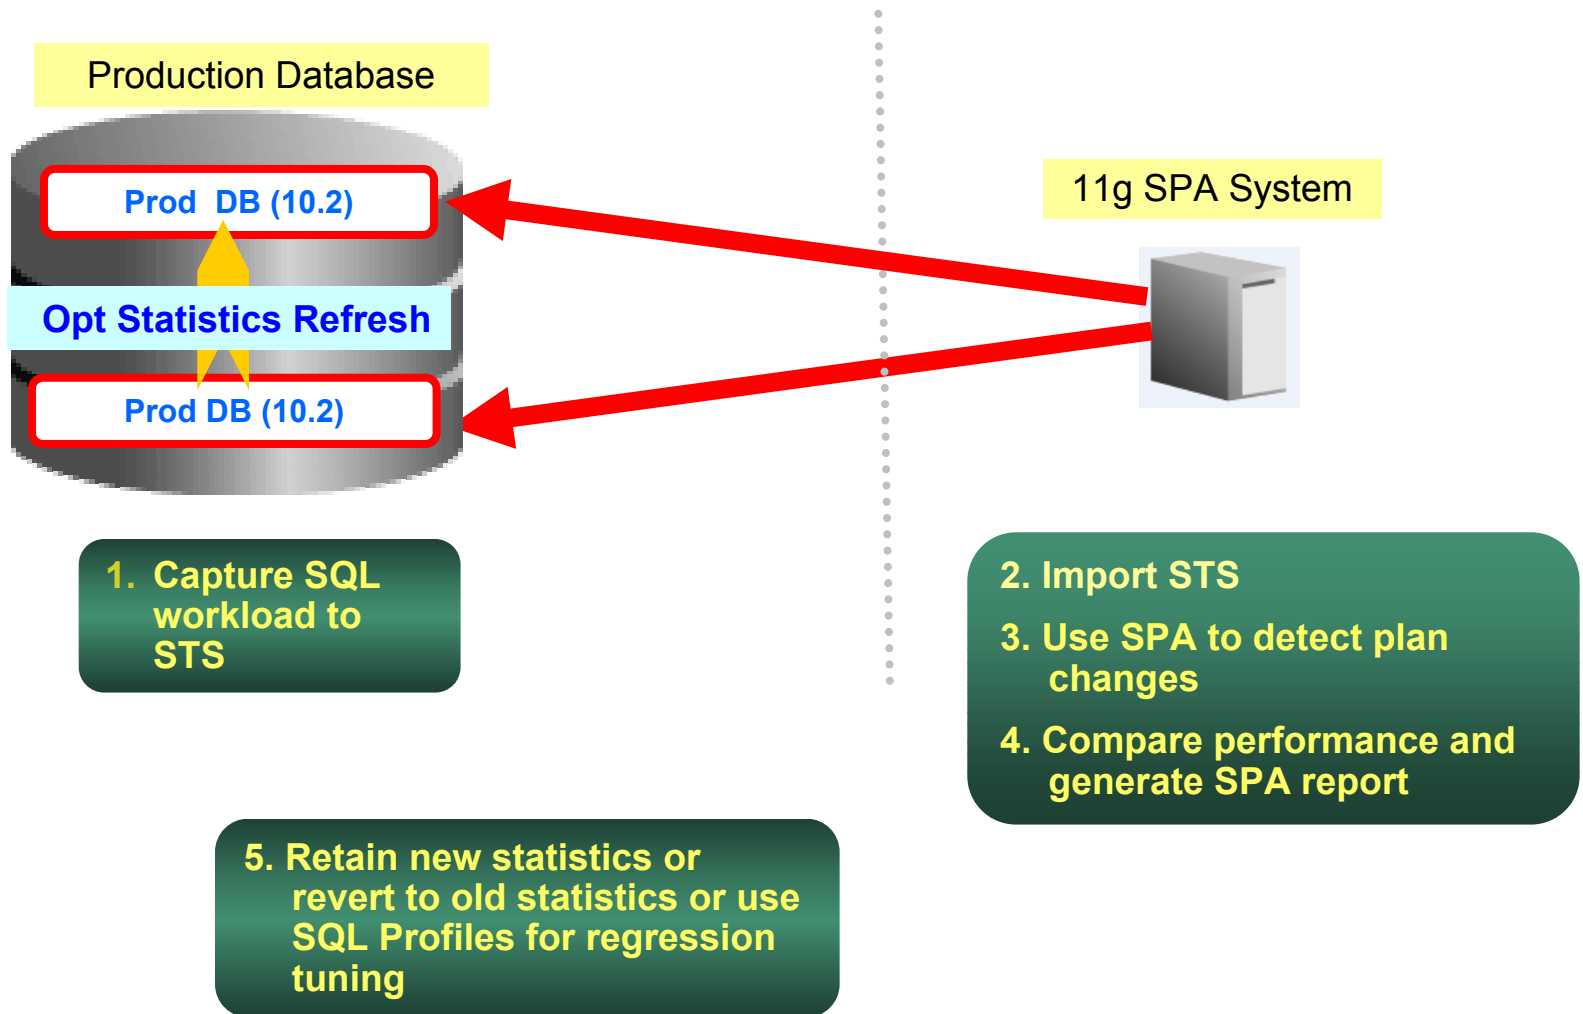 Production Database
Prod DB (10.2)
Opt Statistics Refresh
Prod DB (10.2)
11g SPA System
1. Capture SQL
workload to
STS
2. Import STS
3. Use SPA to detect plan
changes
4. Compare performance and
generate SPA report
5. Retain new statistics or
revert to old statistics or use
SQL Profiles for regression
tuning